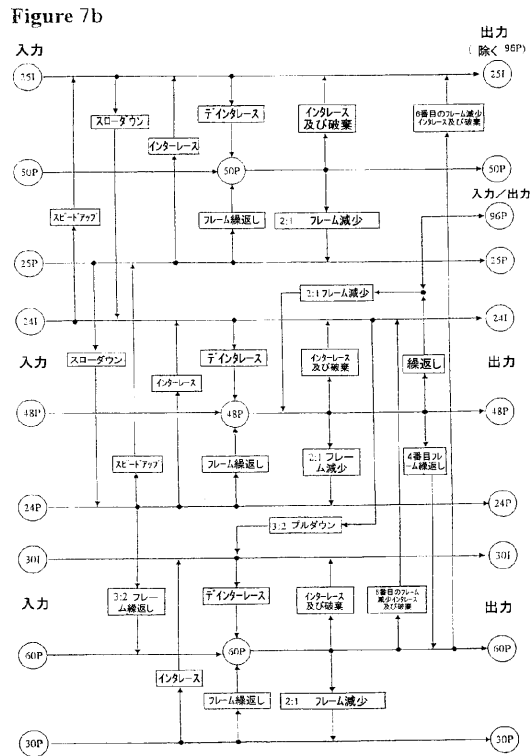 Figure 7b
入力
出力
(除く 96P)
25I
25I
スローダウン
デインタレース
インターレース
インタレース
及び破棄
6番目のフレーム減少
インタレース及び破棄
50P
50P
50P
入力/出力
スピードアップ
フレーム繰返し
2:1 フレーム減少
96P
25P
25P
2:1フレーム減少
24I
24I
スローダウン
デインタレース
インタレース
及び破棄
繰返し
入力
インターレース
出力
48P
48P
48P
スピードアップ
フレーム繰返し
2:1 フレー
ム減少
4番目フレ
ーム繰返し
24P
24P
3:2 プルダウン
30I
30I
3:2 フレー
ム繰返し
デインタレース
インタレース
及び破棄
減少インタレース
及び破棄
入力
出力
60P
60P
60P
インタレース
フレーム繰返し
2:1 フレーム減少
30P
30P